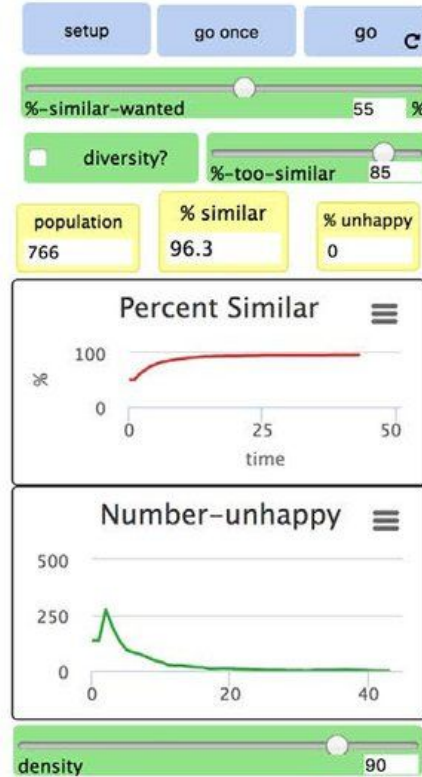 setup go once go
%-similar-wanted 55 %
diversity? %-too-similar 85
population % similar % unhappy
766 96.3 0
Percent Similar
100
%
0
0 25 50
time
Number-unhappy
500
250
0
0 20 40
density 90